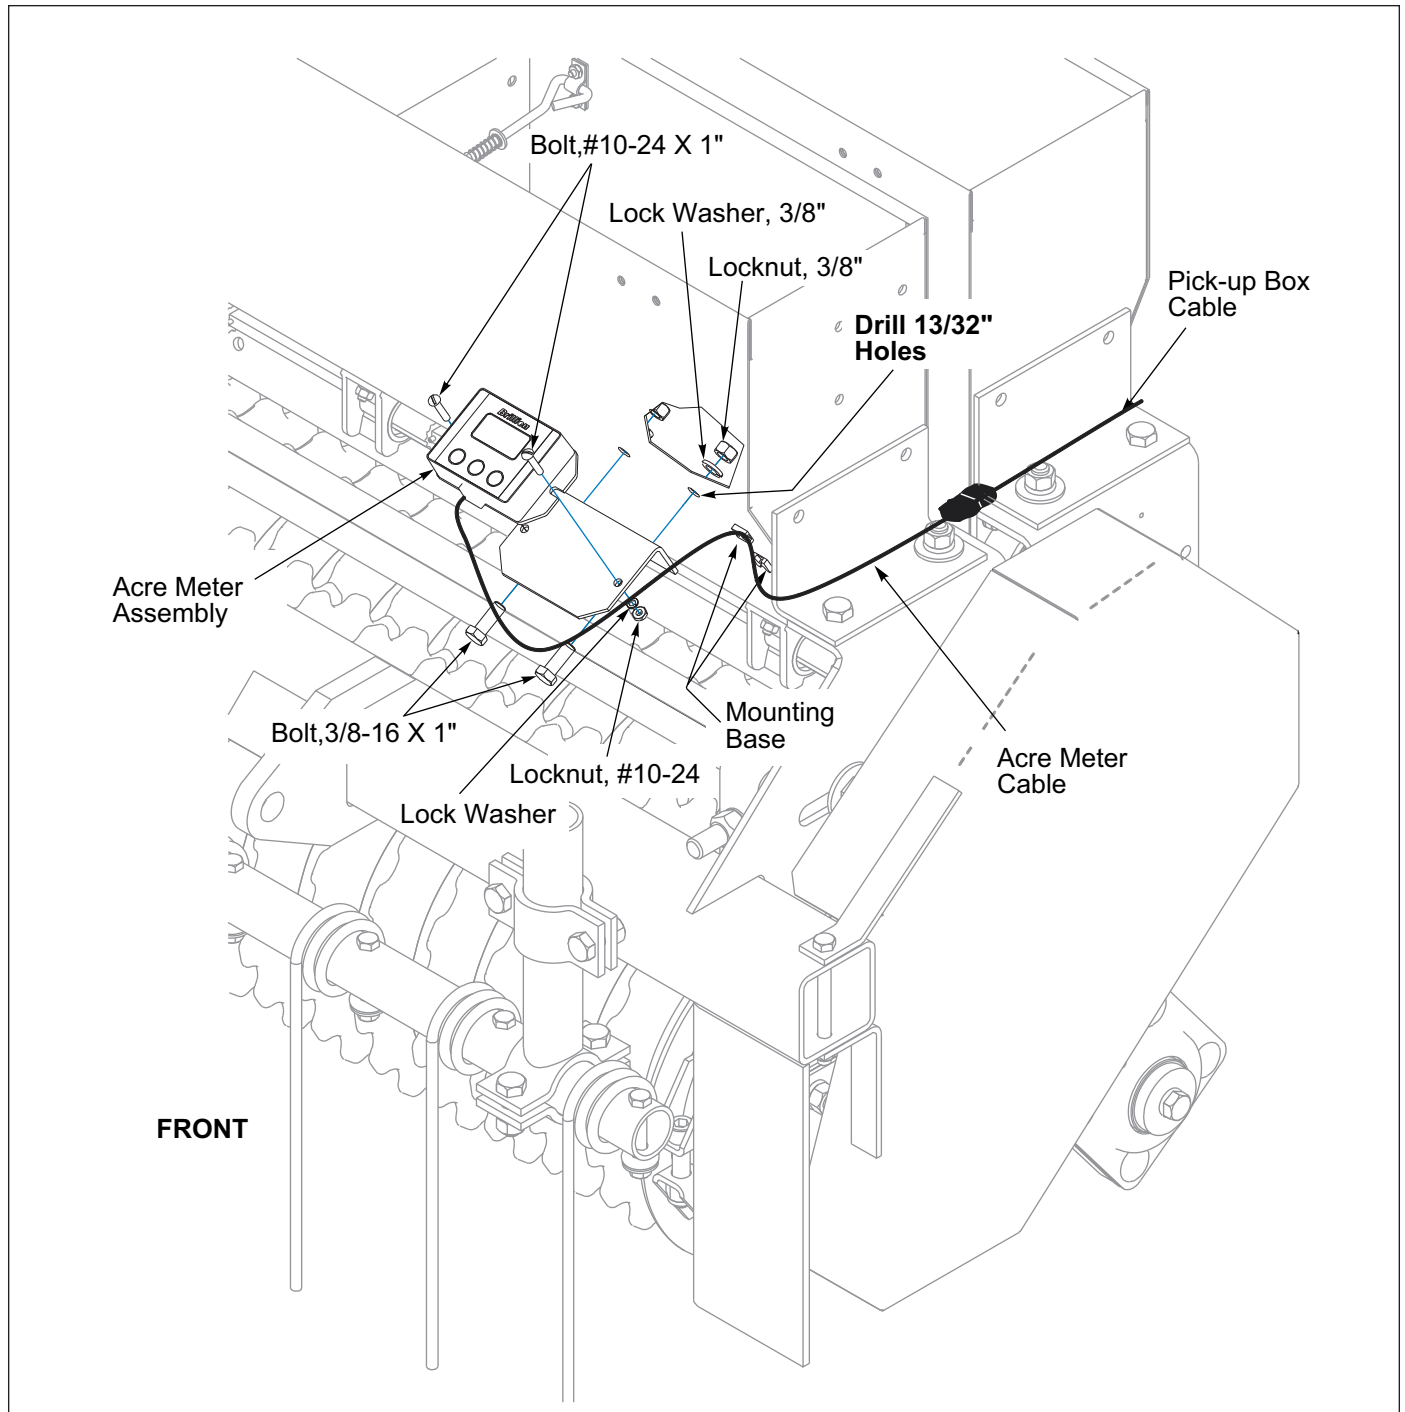 Bolt,#10-24 X 1"
Lock Washer, 3/8"
Locknut, 3/8"
Pick-up Box
Cable
Drill 13/32"
Holes
Brillion
Acre Meter
Assembly
Bolt,3/8-16 X 1"
Mounting
Base
Locknut, #10-24
Acre Meter
Cable
Lock Washer
FRONT